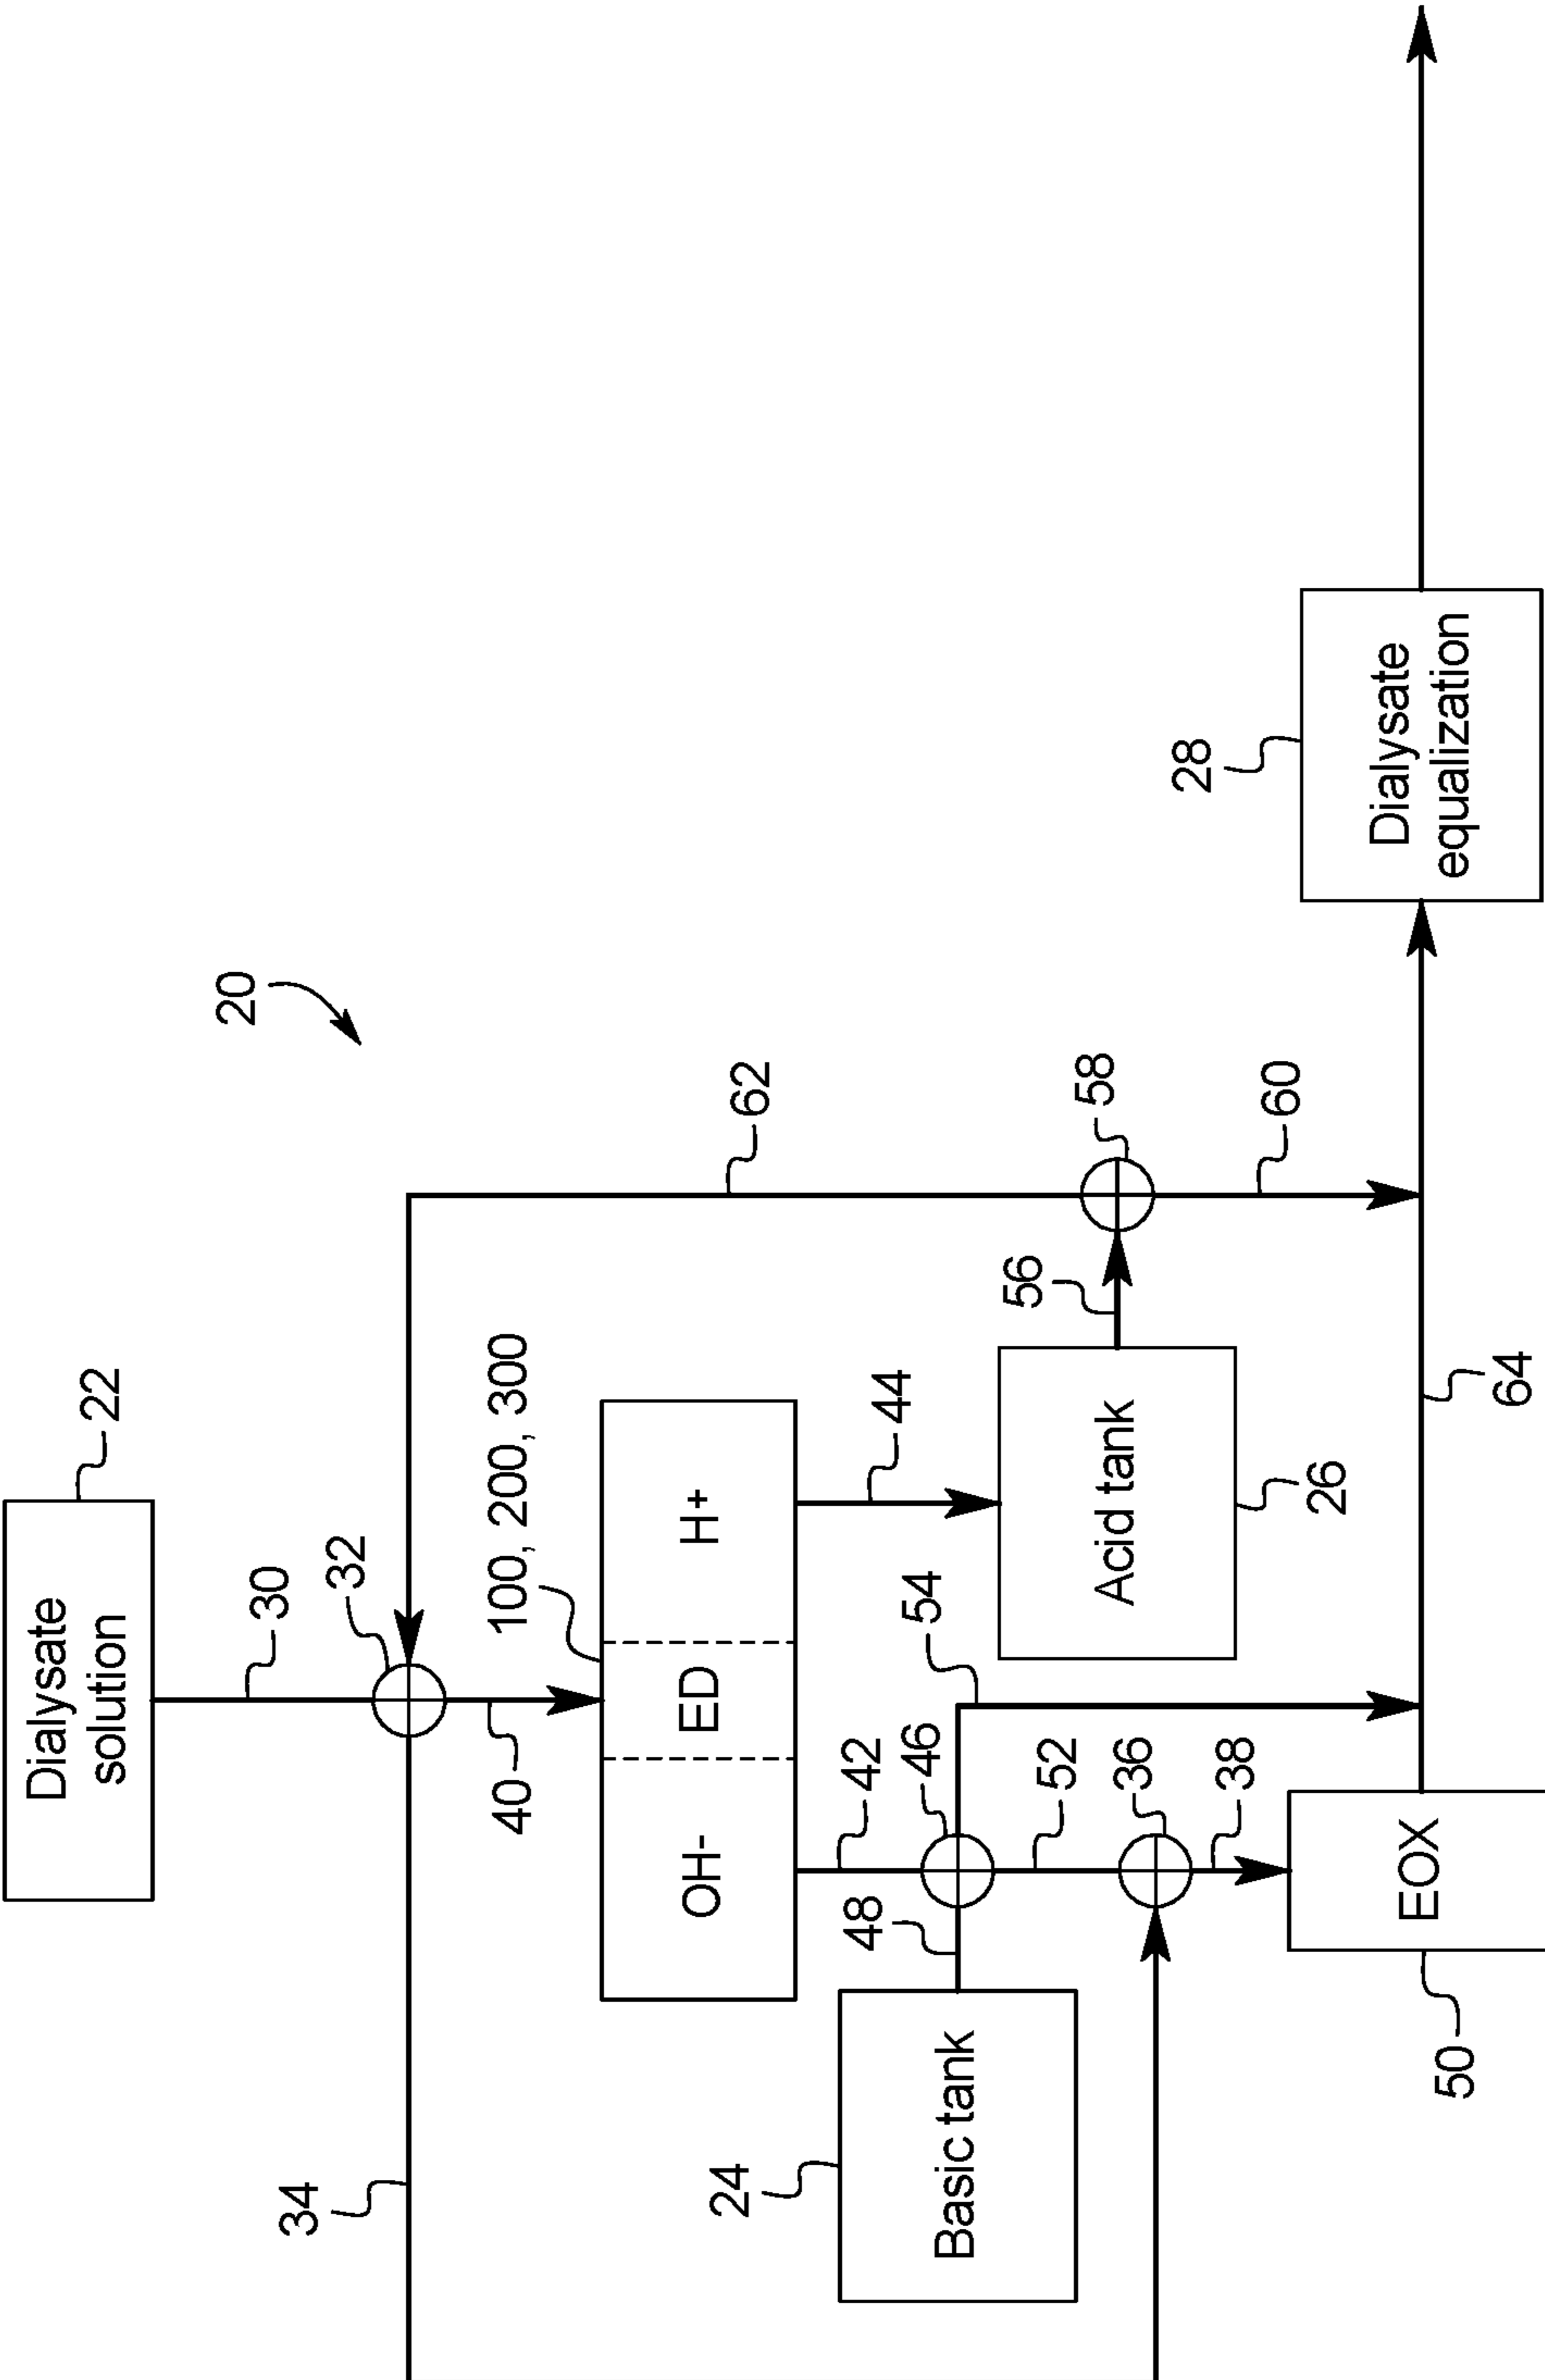 Dialysate
solution
22
30
32
34
20
62
40
100, 200, 300
OH-
ED
H+
42
44
46
48
54
24
Basic tank
52
36
38
Acid tank
26
56
58
60
EOX
50
64
28
Dialysate
equalization